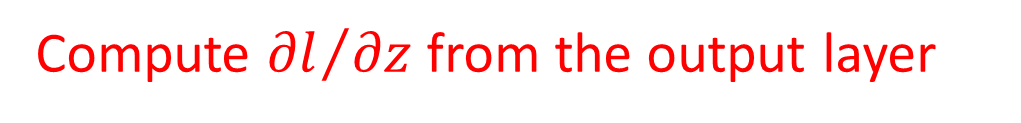 Compute ∂l/∂z from the output layer